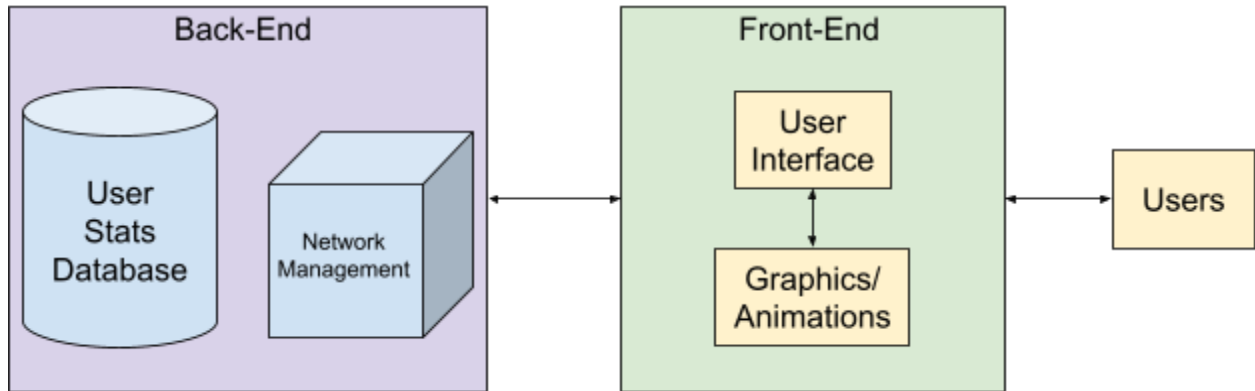 Back-End
User
Stats
Database
Network
Management
Front-End
User
Interface
Graphics/
Animations
Users